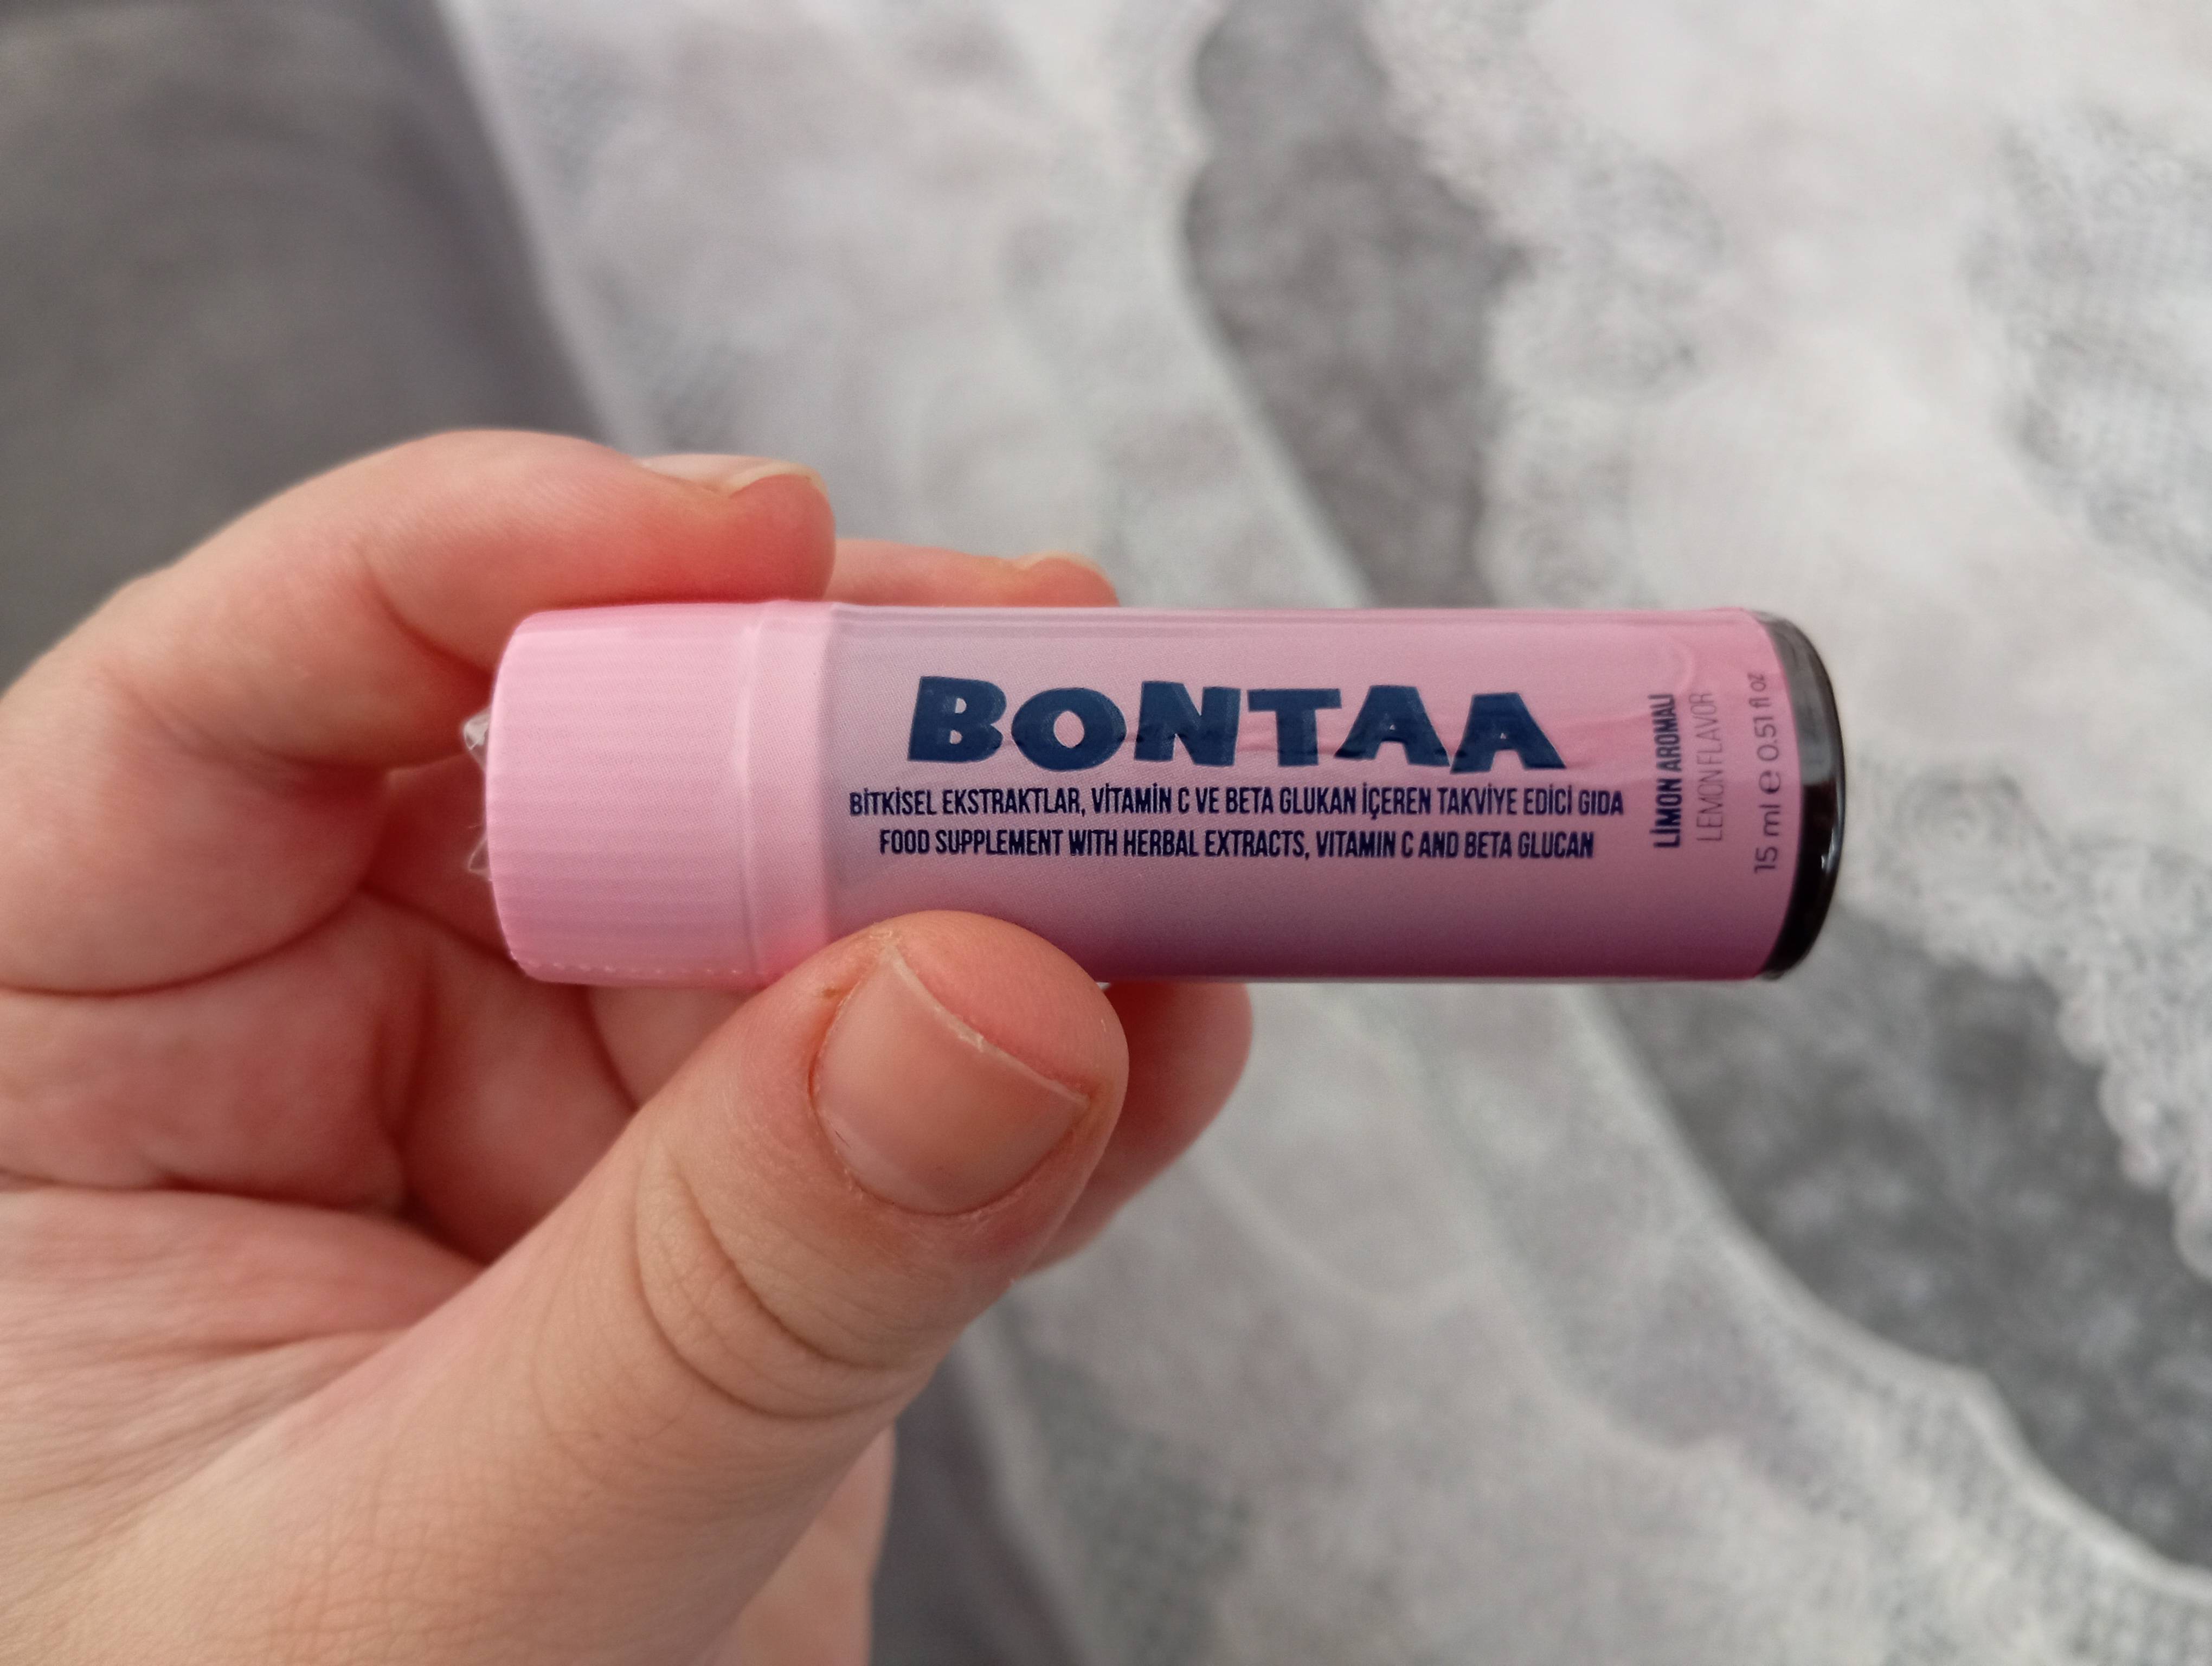 BONTAA
BİTKİSEL EKSTRAKTLAR, VİTAMİN C VE BETA GLUKAN İÇEREN TAKVİYE EDİCİ GIDA
FOOD SUPPLEMENT WITH HERBAL EXTRACTS, VITAMIN C AND BETA GLUCAN
LİMON AROMALI
LEMON FLAVOR
15 ml ℮ 0.51 fl oz